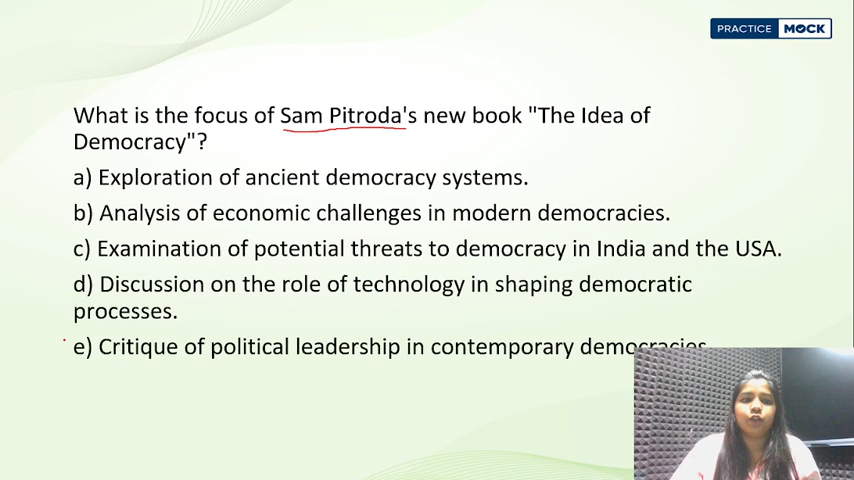 PRACTICE MOCK
What is the focus of Sam Pitroda's new book "The Idea of
Democracy"?
a) Exploration of ancient democracy systems.
b) Analysis of economic challenges in modern democracies.
c) Examination of potential threats to democracy in India and the USA.
d) Discussion on the role of technology in shaping democratic
processes.
e) Critique of political leadership in contemporary democracies.